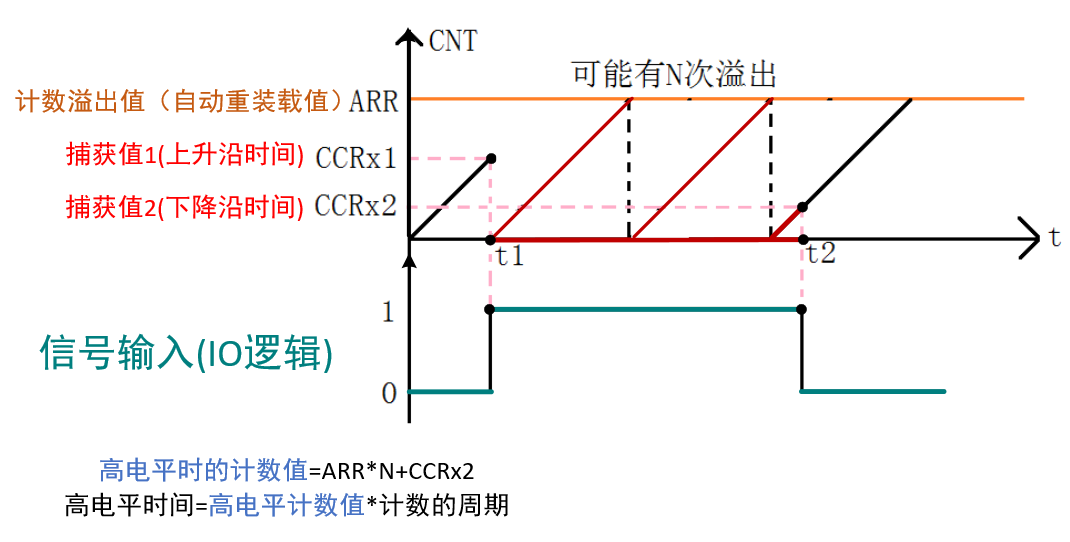 CNT
可能有N次溢出
计数溢出值（自动重装载值）ARR
捕获值1(上升沿时间) CCRx1
捕获值2(下降沿时间) CCRx2
t
t1
t2
1
信号输入(IO逻辑)
0
高电平时的计数值=ARR*N+CCRx2
高电平时间=高电平计数值*计数的周期